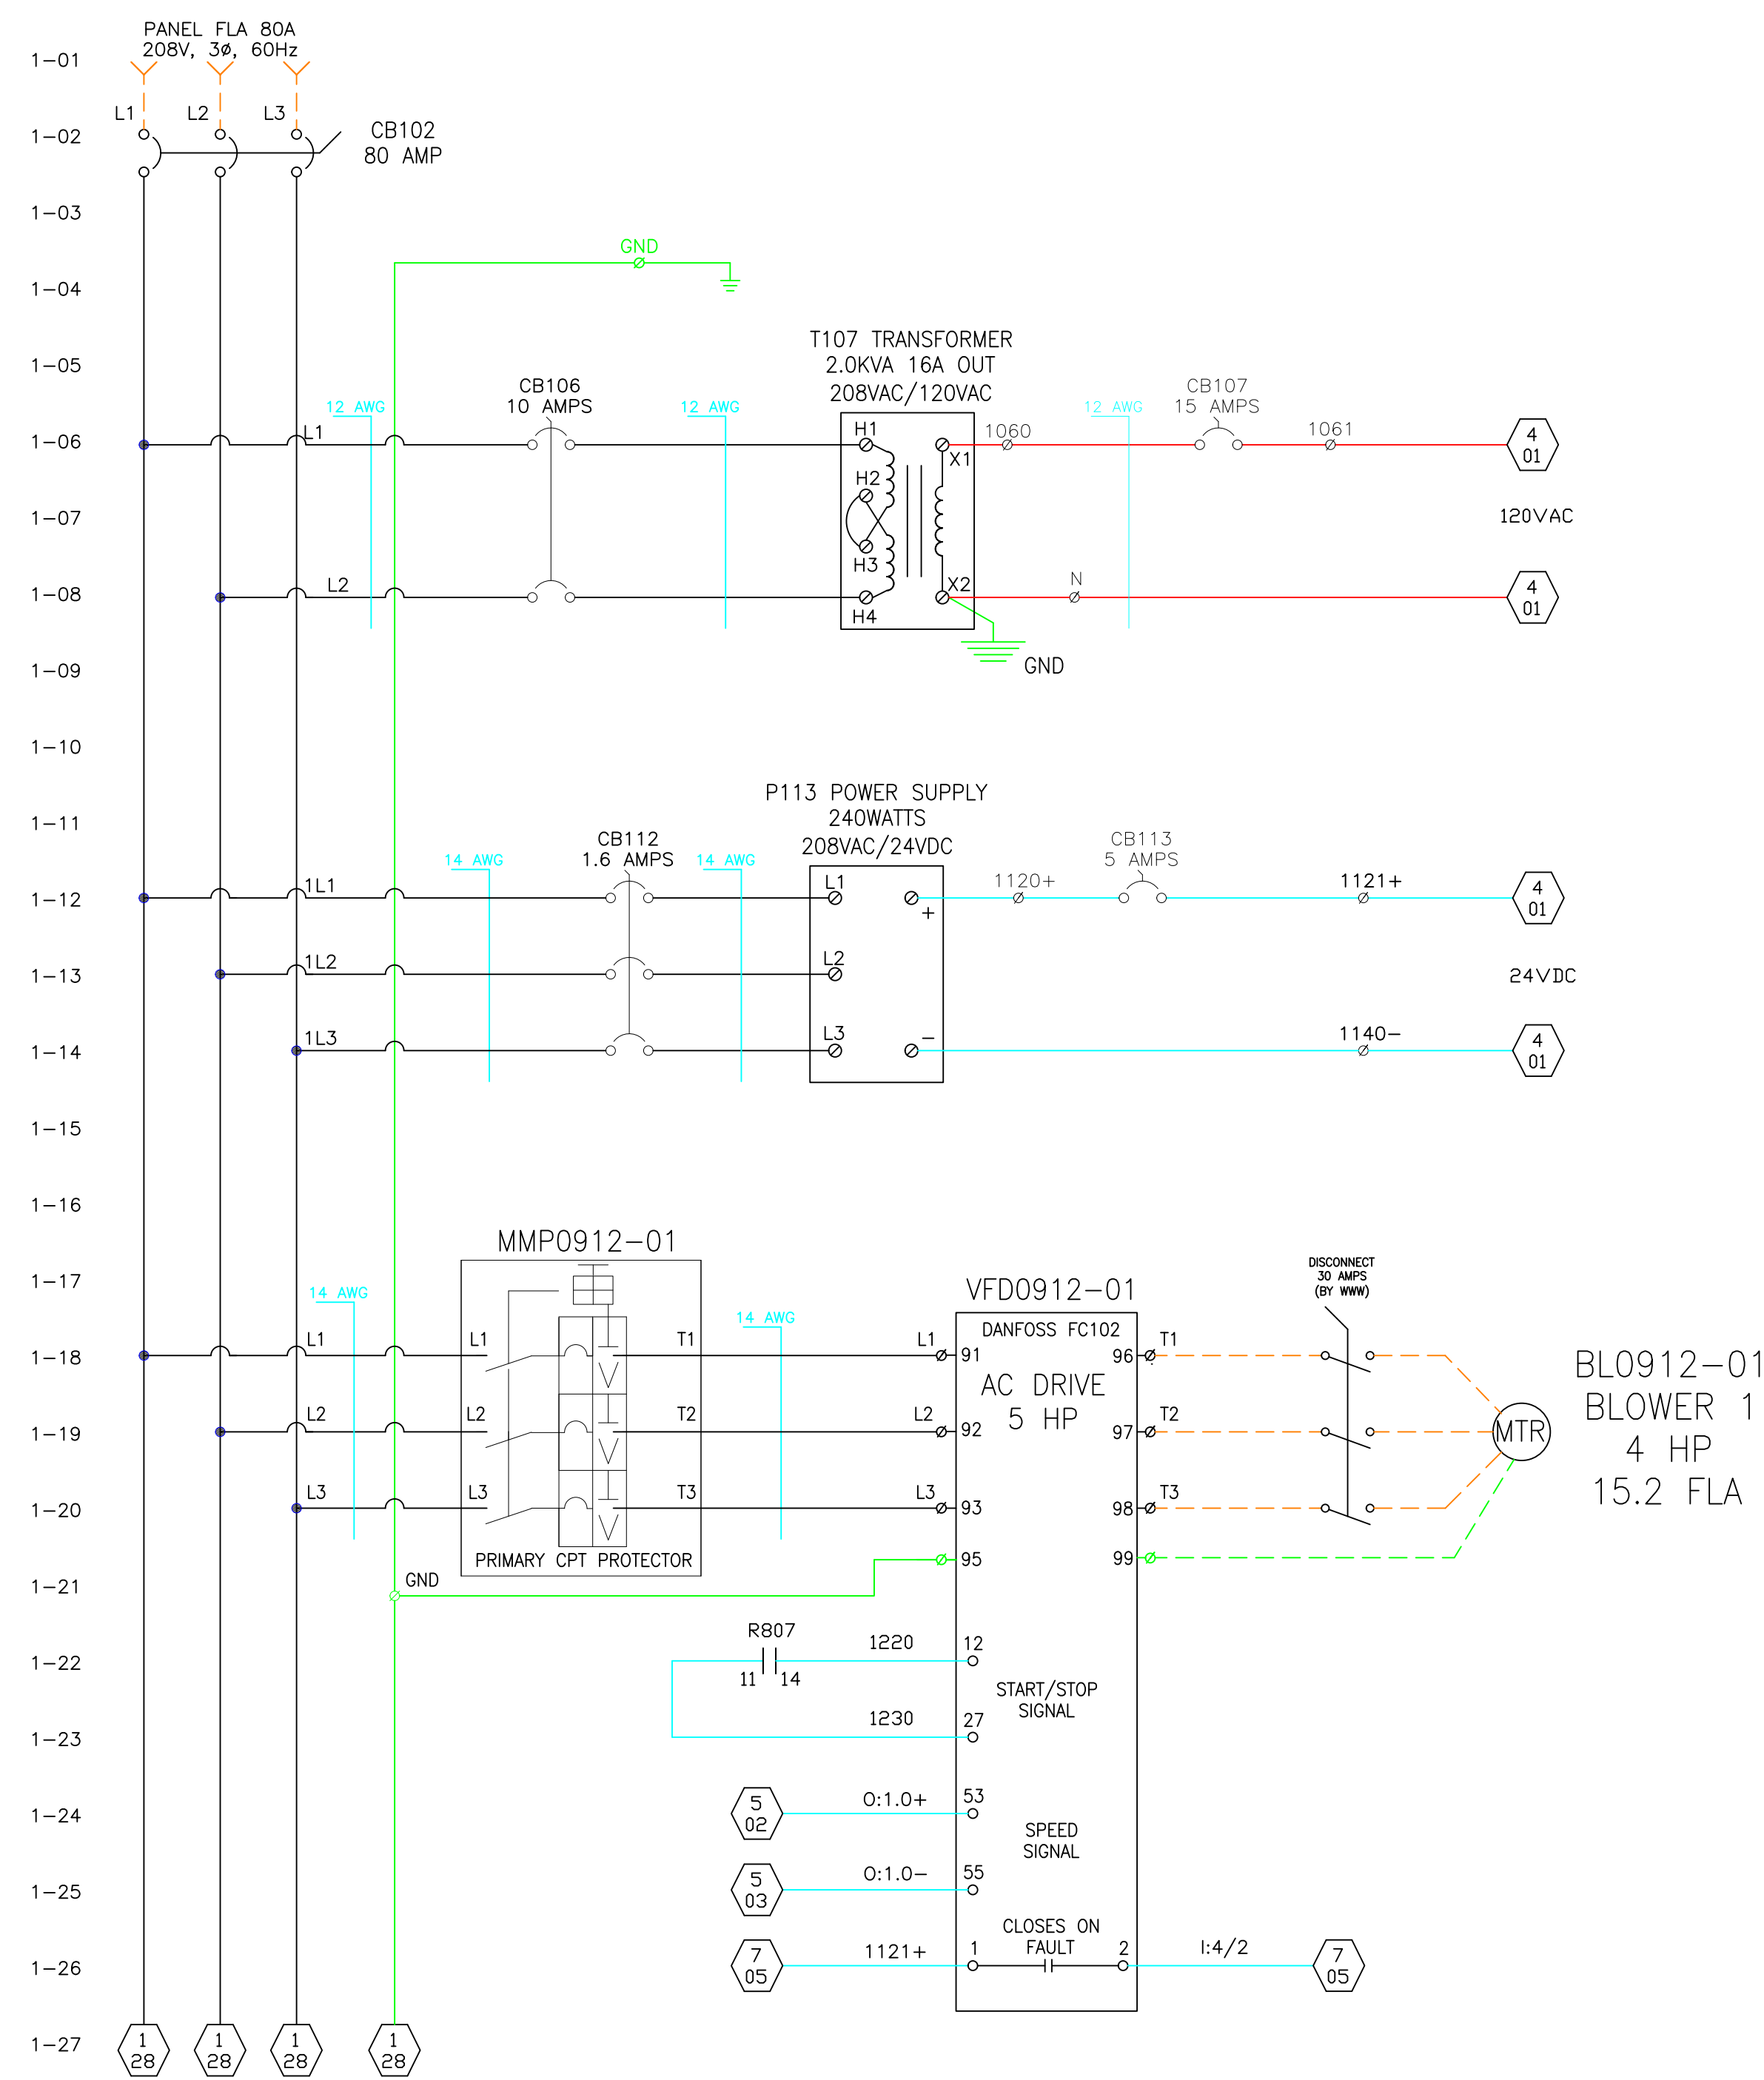 PANEL FLA 80A
208V, 3ø, 60Hz
1-01
L1
L2
L3
1-02
CB102
80 AMP
1-03
GND
1-04
T107 TRANSFORMER
2.0KVA 16A OUT
208VAC/120VAC
1-05
CB106
10 AMPS
CB107
15 AMPS
12 AWG
12 AWG
12 AWG
1-06
L1
H1
X1
1060
1061
4
01
H2
1-07
120VAC
H3
1-08
L2
H4
X2
N
4
01
1-09
GND
1-10
P113 POWER SUPPLY
240WATTS
208VAC/24VDC
1-11
CB112
1.6 AMPS
CB113
5 AMPS
14 AWG
14 AWG
1-12
1L1
L1
+
1120+
1121+
4
01
1-13
1L2
L2
24VDC
1-14
1L3
L3
-
1140-
4
01
1-15
1-16
MMP0912-01
1-17
DISCONNECT
30 AMPS
(BY WWW)
VFD0912-01
14 AWG
14 AWG
DANFOSS FC102
1-18
L1
L1
T1
L1
91
96
T1
AC DRIVE
5 HP
BL0912-01
BLOWER 1
4 HP
15.2 FLA
1-19
L2
L2
T2
L2
92
97
T2
MTR
1-20
L3
L3
T3
L3
93
98
T3
PRIMARY CPT PROTECTOR
95
99
1-21
GND
1-22
R807
11
14
1220
12
START/STOP
SIGNAL
1-23
1230
27
1-24
5
02
O:1.0+
53
SPEED
SIGNAL
1-25
5
03
O:1.0-
55
CLOSES ON
FAULT
1-26
7
05
1121+
1
2
I:4/2
7
05
1-27
1
28
1
28
1
28
1
28